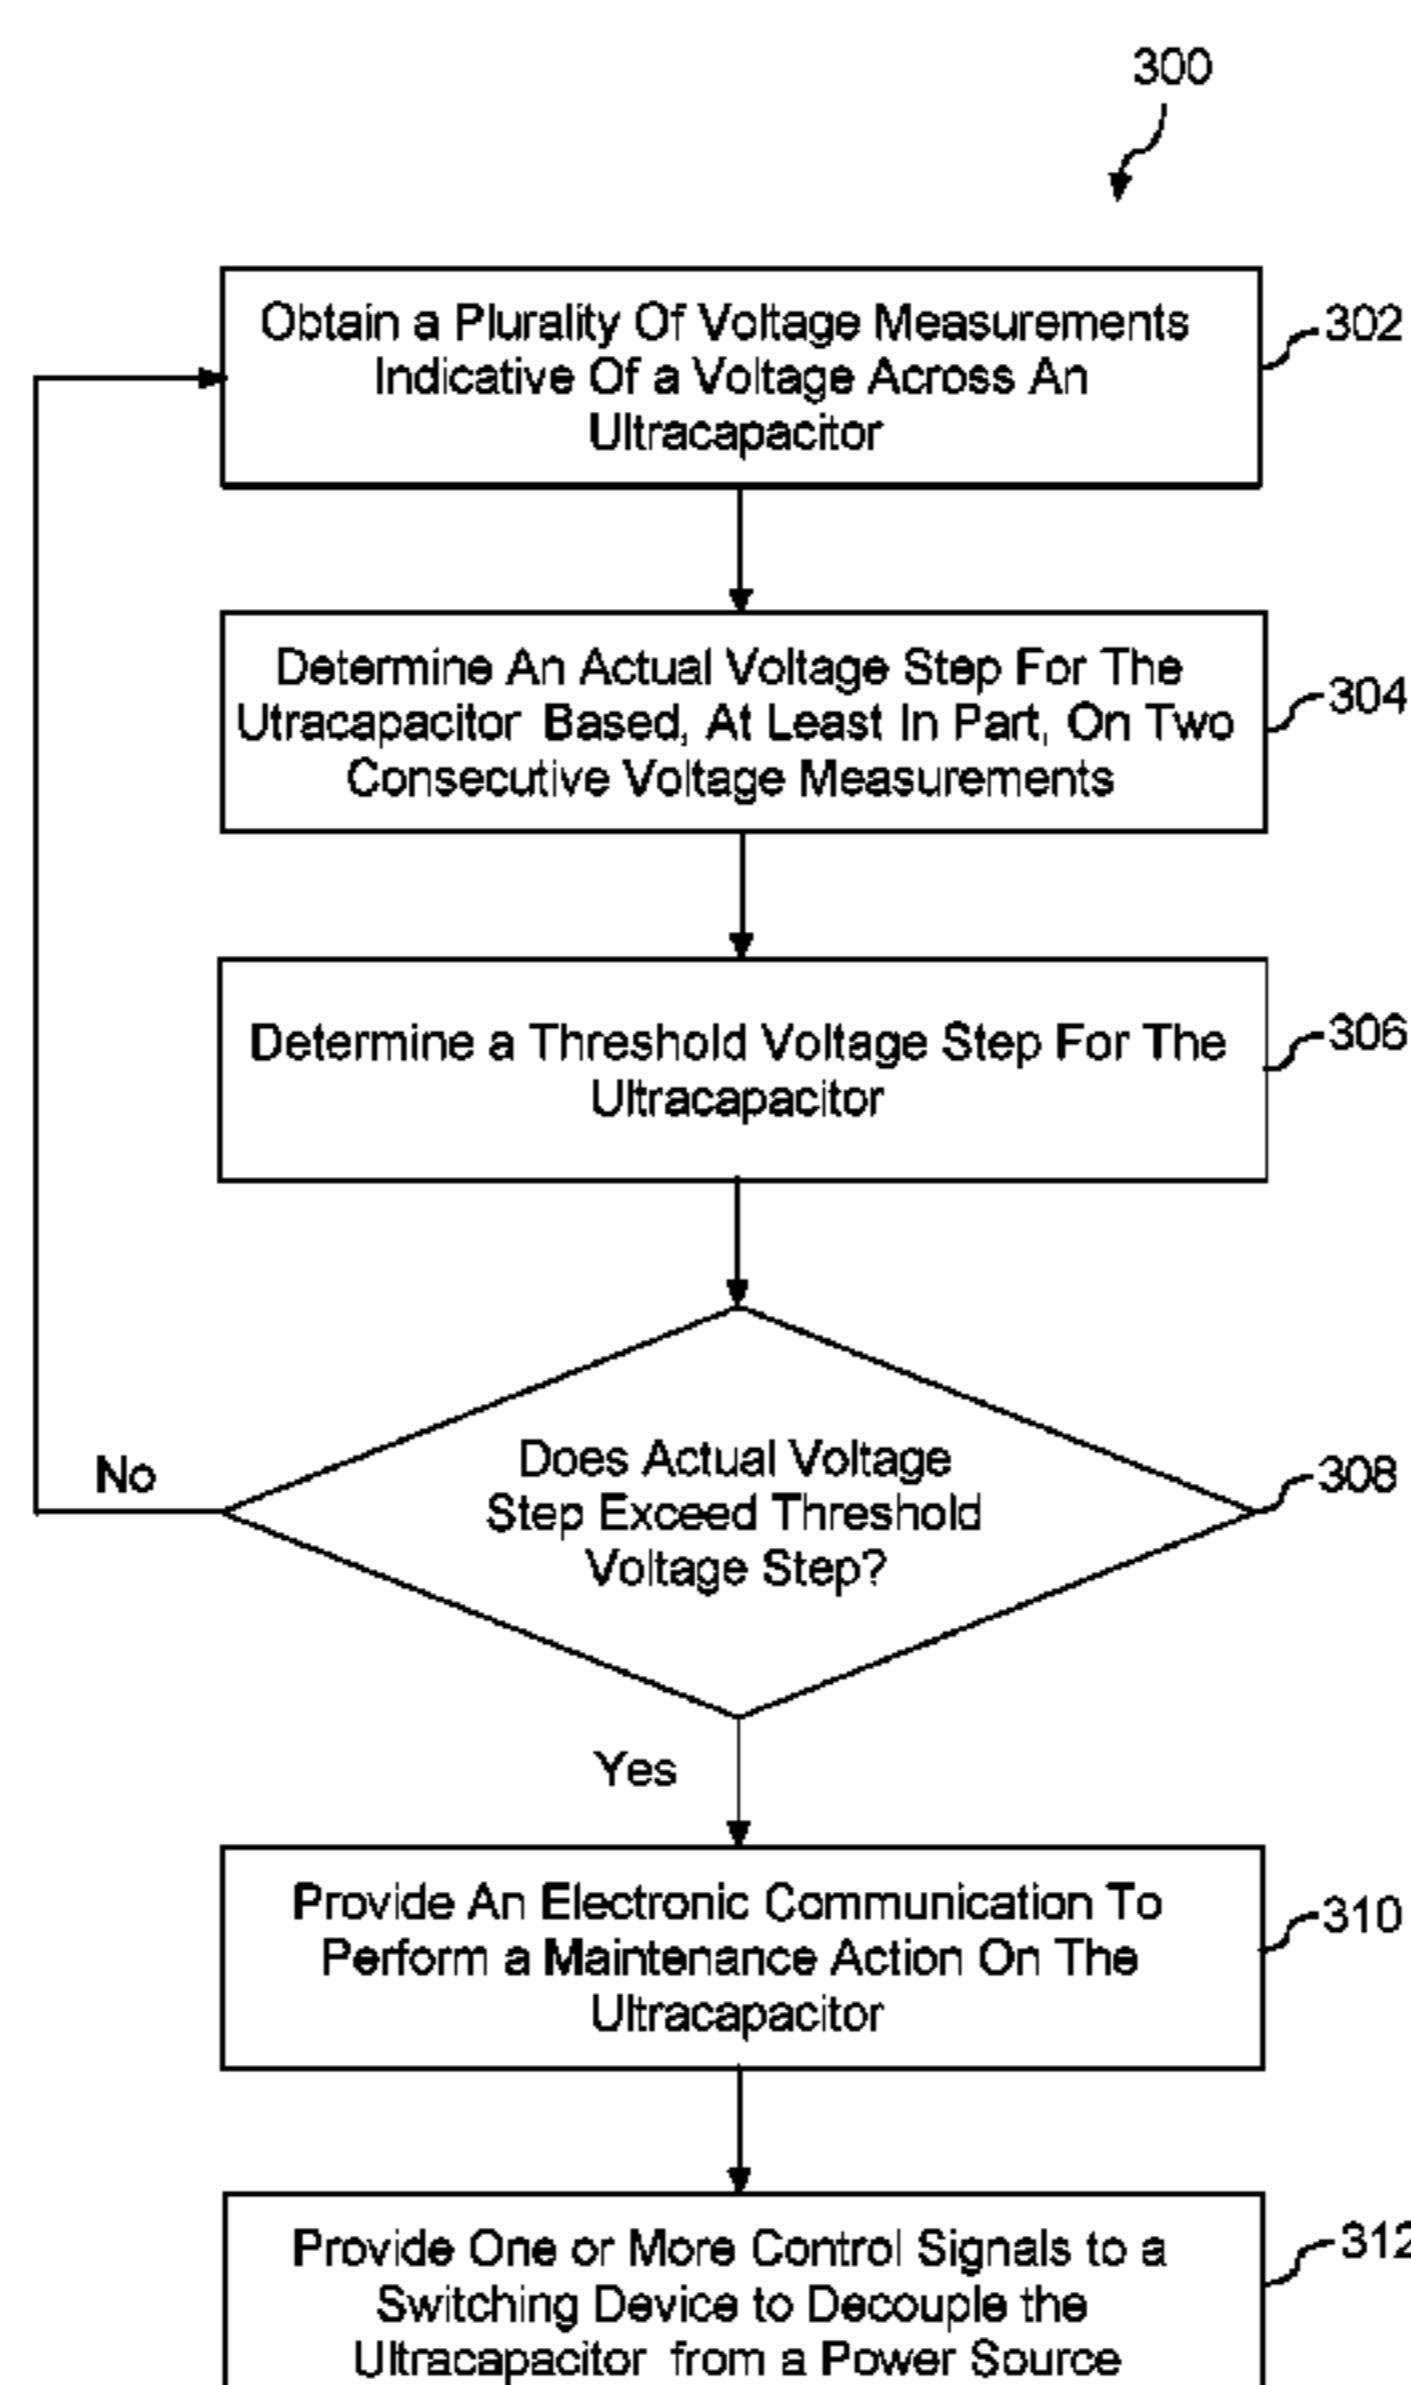 300
Obtain a Plurality Of Voltage Measurements
Indicative Of a Voltage Across An
Ultracapacitor
302
Determine An Actual Voltage Step For The
Utracapacitor Based, At Least In Part, On Two
Consecutive Voltage Measurements
304
Determine a Threshold Voltage Step For The
Ultracapacitor
306
Does Actual Voltage
Step Exceed Threshold
Voltage Step?
308
No
Yes
Provide An Electronic Communication To
Perform a Maintenance Action On The
Ultracapacitor
310
Provide One or More Control Signals to a
Switching Device to Decouple the
Ultracapacitor from a Power Source
312